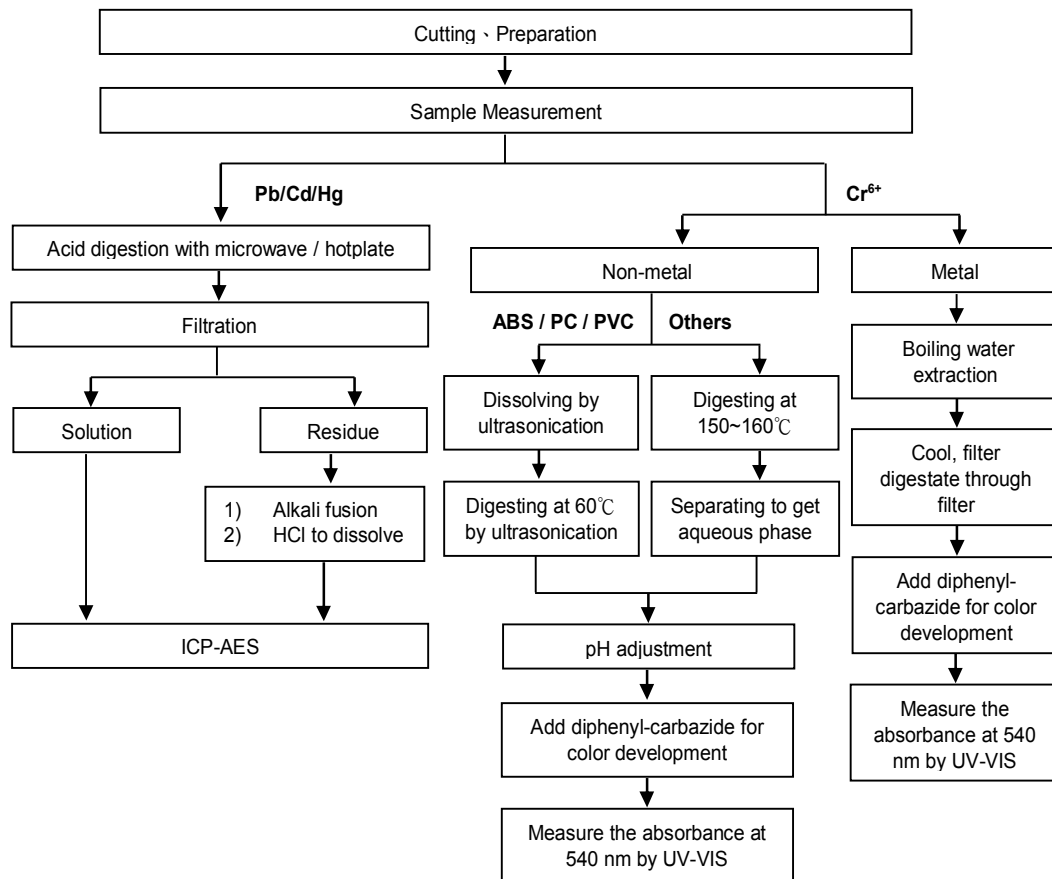 Cutting、Preparation
Sample Measurement
Pb/Cd/Hg
Cr⁶⁺
Acid digestion with microwave / hotplate
Filtration
Solution
Residue
1) Alkali fusion
2) HCl to dissolve
ICP-AES
Non-metal
ABS / PC / PVC
Others
Dissolving by
ultrasonication
Digesting at
150~160℃
Digesting at 60℃
by ultrasonication
Separating to get
aqueous phase
pH adjustment
Add diphenyl-carbazide for
color development
Measure the absorbance at
540 nm by UV-VIS
Metal
Boiling water
extraction
Cool, filter
digestate through
filter
Add diphenyl-
carbazide for color
development
Measure the
absorbance at 540
nm by UV-VIS